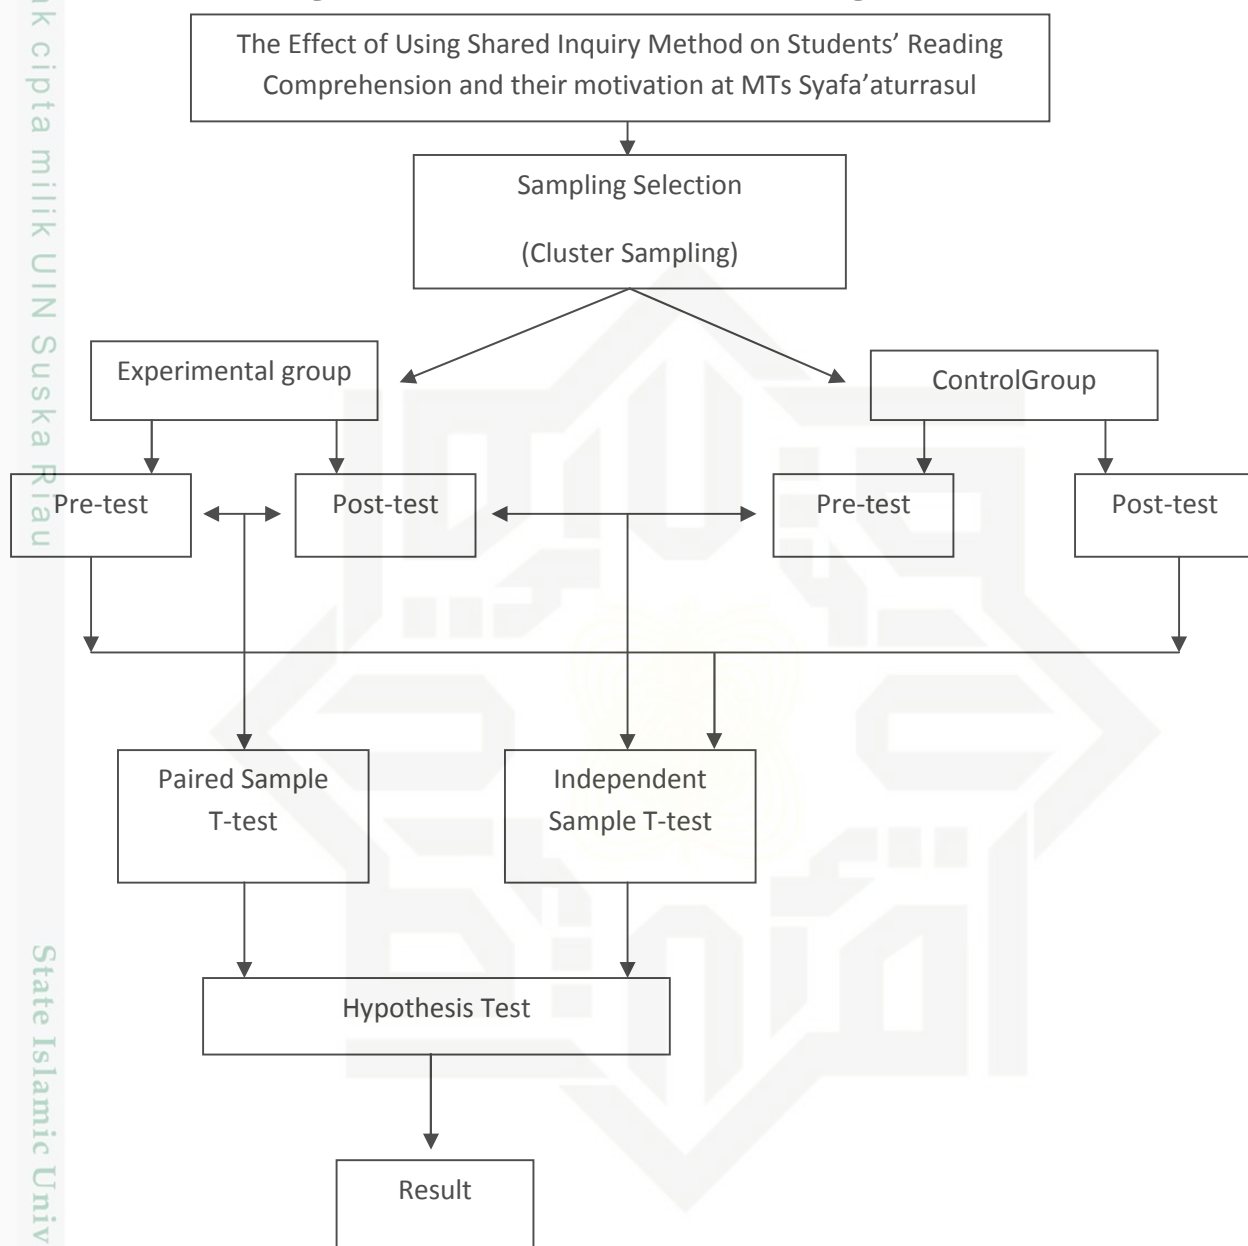 The Effect of Using Shared Inquiry Method on Students’ Reading
Comprehension and their motivation at MTs Syafa’aturrasul
Sampling Selection
(Cluster Sampling)
Experimental group
ControlGroup
Pre-test
Post-test
Pre-test
Post-test
Paired Sample
T-test
Independent
Sample T-test
Hypothesis Test
Result
cipta milik UIN Suska Riau
State Islamic